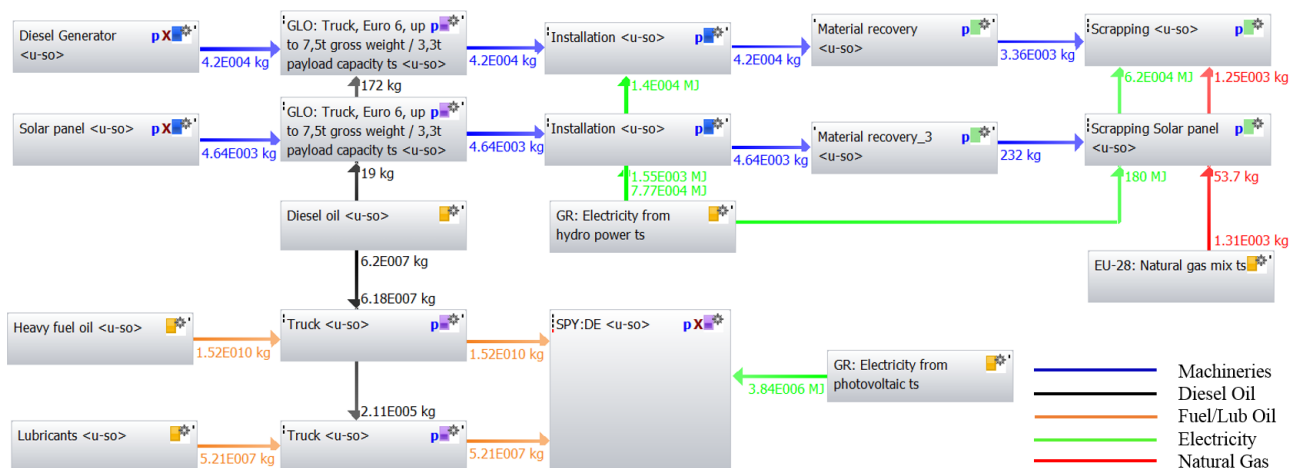 Diesel Generator
<u-so>
p X
4.2E004 kg
GLO: Truck, Euro 6, up
to 7,5t gross weight / 3,3t
payload capacity ts <u-so>
p
4.2E004 kg
Installation <u-so>
p
4.2E004 kg
Material recovery
<u-so>
p
3.36E003 kg
Scrapping <u-so>
p
172 kg
1.4E004 MJ
6.2E004 MJ
1.25E003 kg
Solar panel <u-so>
p X
4.64E003 kg
GLO: Truck, Euro 6, up
to 7,5t gross weight / 3,3t
payload capacity ts <u-so>
p
4.64E003 kg
Installation <u-so>
p
4.64E003 kg
Material recovery_3
<u-so>
p
232 kg
Scrapping Solar panel
<u-so>
p
19 kg
1.55E003 MJ
7.77E004 MJ
180 MJ
53.7 kg
Diesel oil <u-so>
GR: Electricity from
hydro power ts
1.31E003 kg
EU-28: Natural gas mix ts
6.2E007 kg
6.18E007 kg
Heavy fuel oil <u-so>
1.52E010 kg
Truck <u-so>
p
1.52E010 kg
SPY:DE <u-so>
p X
GR: Electricity from
photovoltaic ts
3.84E006 MJ
2.11E005 kg
Lubricants <u-so>
5.21E007 kg
Truck <u-so>
p
5.21E007 kg
Machineries
Diesel Oil
Fuel/Lub Oil
Electricity
Natural Gas